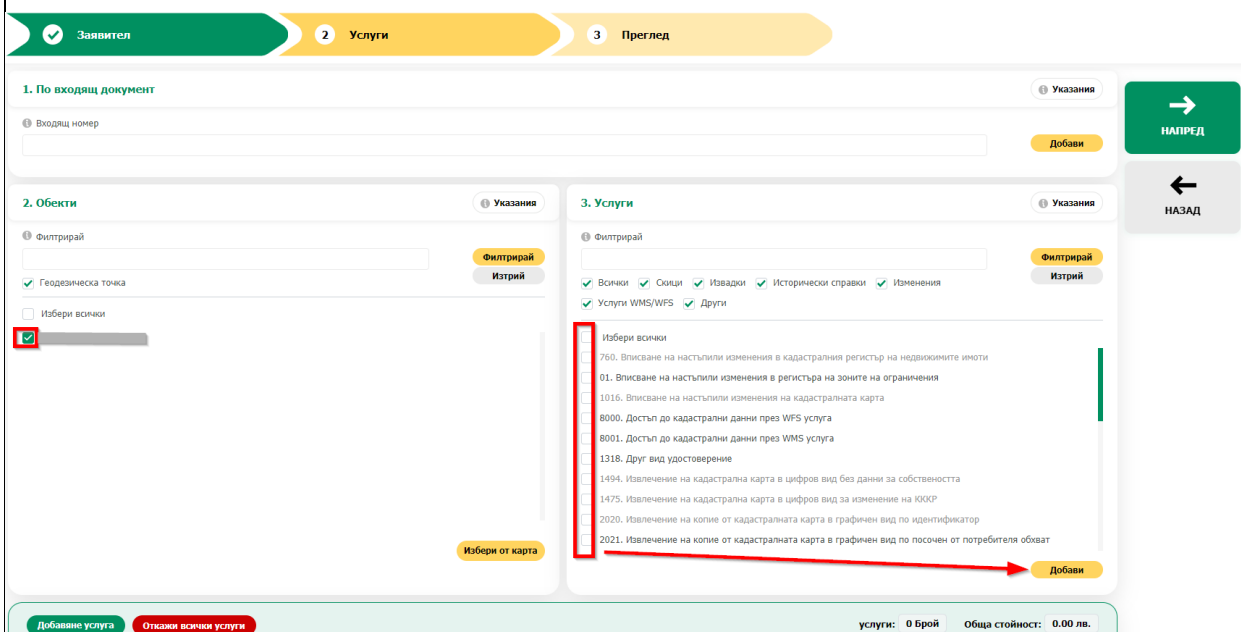 Заявител
2 Услуги
3 Преглед
1. По входящ документ
Указания
Входящ номер
Добави
НАПРЕД
НАЗАД
2. Обекти
Указания
Филтрирай
Филтрирай
Изтрий
Геодезическа точка
Избери всички
Избери от карта
3. Услуги
Указания
Филтрирай
Филтрирай
Изтрий
Всички Скици Извадки Исторически справки Изменения
Услуги WMS/WFS Други
Избери всички
760. Вписване на настъпили изменения в кадастралния регистър на недвижимите имоти
01. Вписване на настъпили изменения в регистъра на зоните на ограничения
1016. Вписване на настъпили изменения на кадастралната карта
8000. Достъп до кадастрални данни през WFS услуга
8001. Достъп до кадастрални данни през WMS услуга
1318. Друг вид удостоверение
1494. Извлечение на кадастрална карта в цифров вид без данни за собствеността
1475. Извлечение на кадастрална карта в цифров вид за изменение на КККР
2020. Извлечение на копие от кадастралната карта в графичен вид по идентификатор
2021. Извлечение на копие от кадастралната карта в графичен вид по посочен от потребителя обхват
Добави
Добавяне услуга Откажи всички услуги услуги: 0 Брой Обща стойност: 0.00 лв.